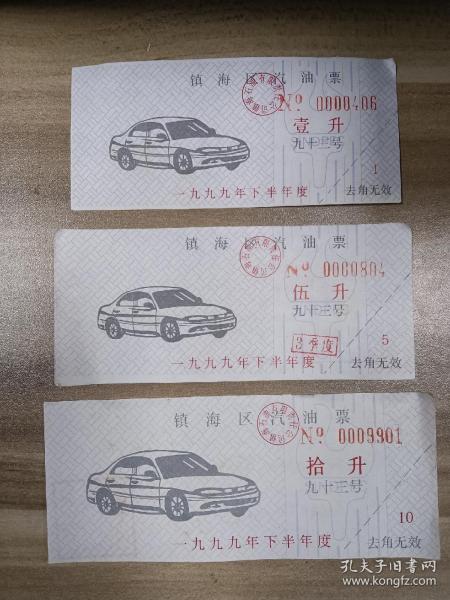 镇海区汽油票
Nº 0000406
壹升
九十三号
1
一九九九年下半年度
去角无效
镇海区汽油票
Nº 0000804
伍升
九十三号
3季度
5
一九九九年下半年度
去角无效
镇海区汽油票
Nº 0009901
拾升
九十三号
10
一九九九年下半年度
去角无效
孔夫子旧书网
www.kongfz.com